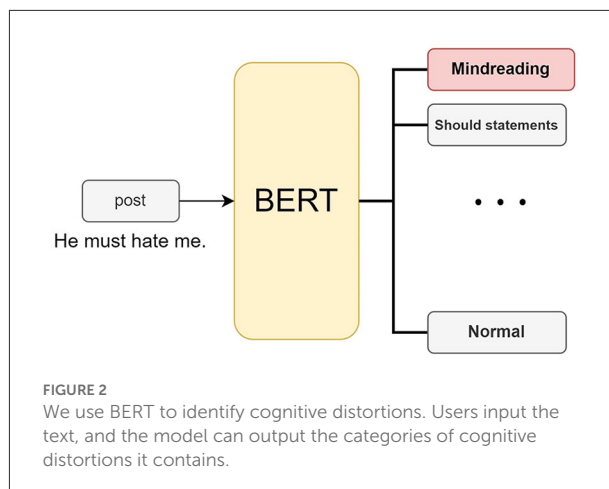 Mindreading
Should statements
post
BERT
• • •
He must hate me.
Normal
FIGURE 2
We use BERT to identify cognitive distortions. Users input the
text, and the model can output the categories of cognitive
distortions it contains.